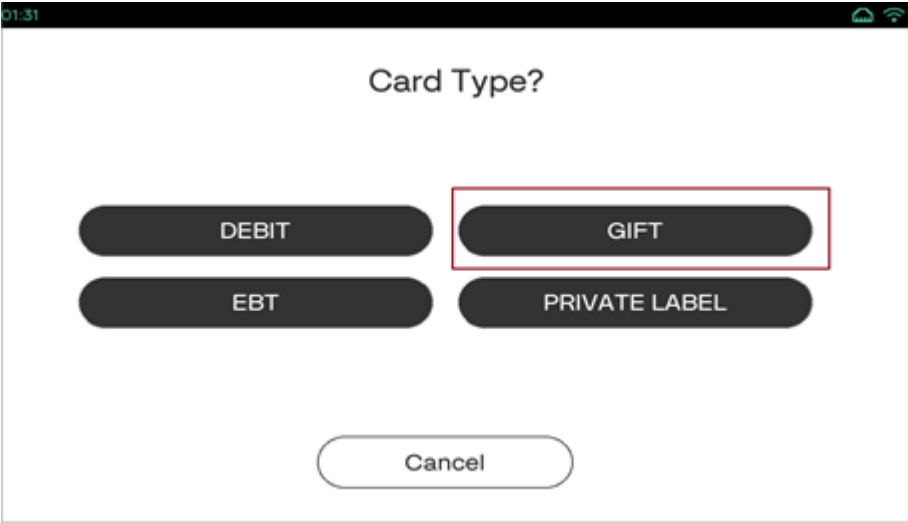 01:31
Card Type?
DEBIT
GIFT
EBT
PRIVATE LABEL
Cancel